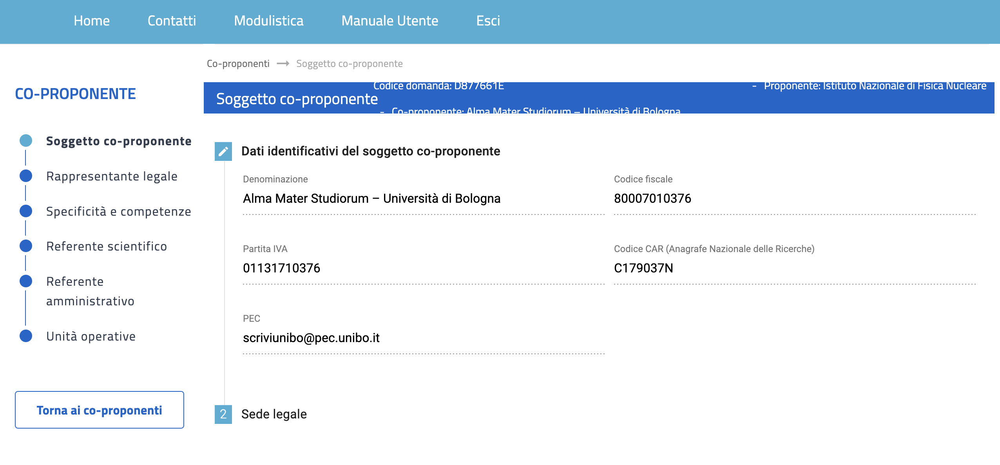 Home Contatti Modulistica Manuale Utente Esci
Co-proponenti → Soggetto co-proponente
CO-PROPONENTE
Soggetto co-proponente
Rappresentante legale
Specificità e competenze
Referente scientifico
Referente
amministrativo
Unità operative
Torna ai co-proponenti
Codice domanda: D877661E - Proponente: Istituto Nazionale di Fisica Nucleare
Soggetto co-proponente
- Co-proponente: Alma Mater Studiorum – Università di Bologna
Dati identificativi del soggetto co-proponente
Denominazione
Alma Mater Studiorum – Università di Bologna
Codice fiscale
80007010376
Partita IVA
01131710376
Codice CAR (Anagrafe Nazionale delle Ricerche)
C179037N
PEC
scriviunibo@pec.unibo.it
2 Sede legale